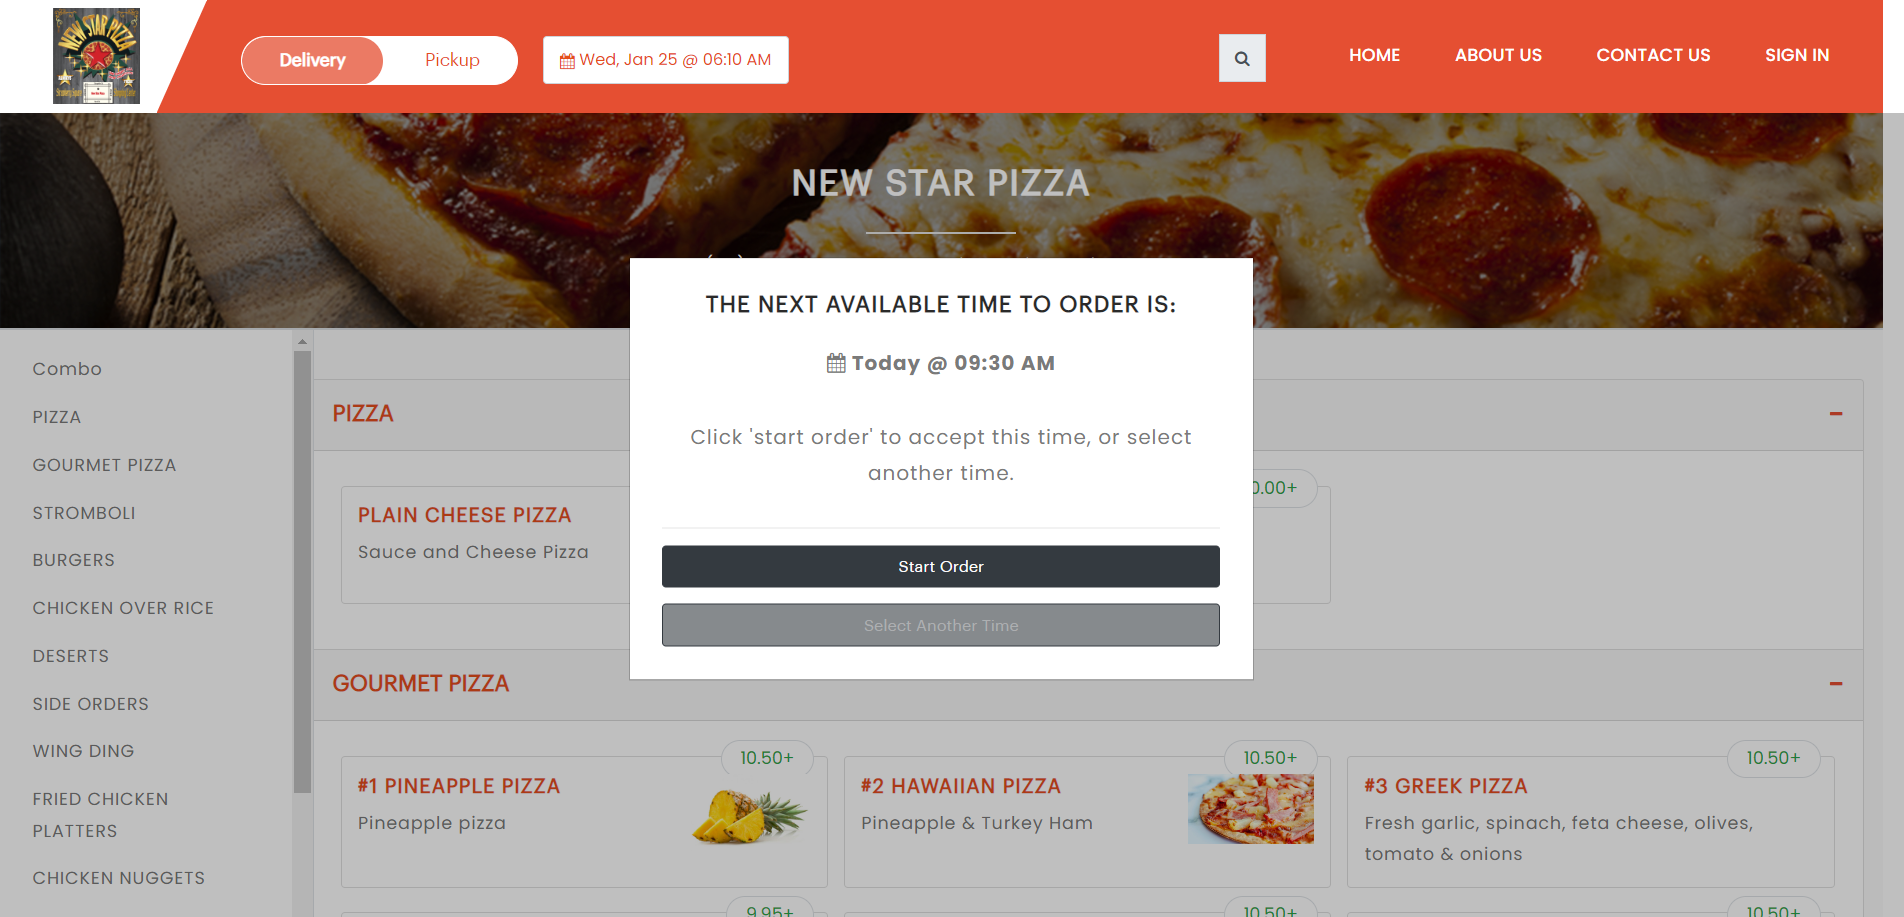 NEW STAR PIZZA
Delivery
Pickup
Wed, Jan 25 @ 06:10 AM
HOME
ABOUT US
CONTACT US
SIGN IN
NEW STAR PIZZA
THE NEXT AVAILABLE TIME TO ORDER IS:
Today @ 09:30 AM
Click 'start order' to accept this time, or select
another time.
Start Order
Select Another Time
Combo
PIZZA
GOURMET PIZZA
STROMBOLI
BURGERS
CHICKEN OVER RICE
DESERTS
SIDE ORDERS
WING DING
FRIED CHICKEN
PLATTERS
CHICKEN NUGGETS
PIZZA
PLAIN CHEESE PIZZA
Sauce and Cheese Pizza
0.00+
GOURMET PIZZA
10.50+
#1 PINEAPPLE PIZZA
Pineapple pizza
10.50+
#2 HAWAIIAN PIZZA
Pineapple & Turkey Ham
10.50+
#3 GREEK PIZZA
Fresh garlic, spinach, feta cheese, olives,
tomato & onions
9.95+
10.50+
10.50+